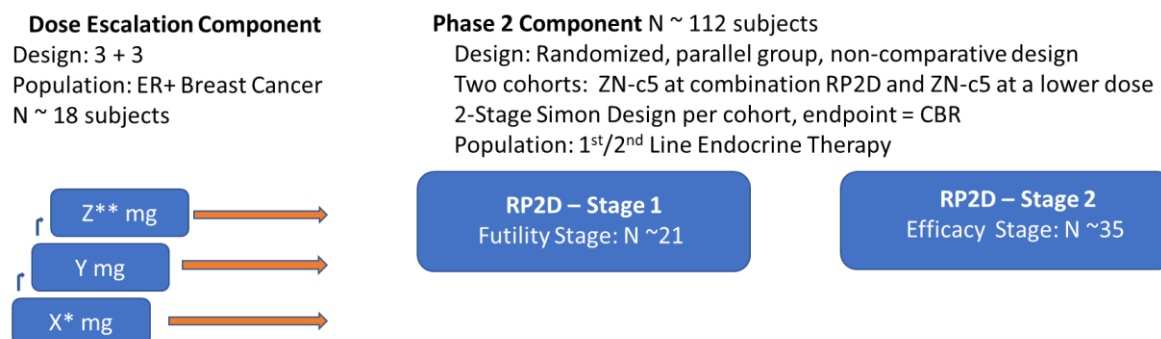 Dose Escalation Component
Design: 3 + 3
Population: ER+ Breast Cancer
N ~ 18 subjects
Phase 2 Component N ~ 112 subjects
Design: Randomized, parallel group, non-comparative design
Two cohorts: ZN-c5 at combination RP2D and ZN-c5 at a lower dose
2-Stage Simon Design per cohort, endpoint = CBR
Population: 1st/2nd Line Endocrine Therapy
Z** mg
Y mg
X* mg
RP2D – Stage 1
Futility Stage: N ~21
RP2D – Stage 2
Efficacy Stage: N ~35